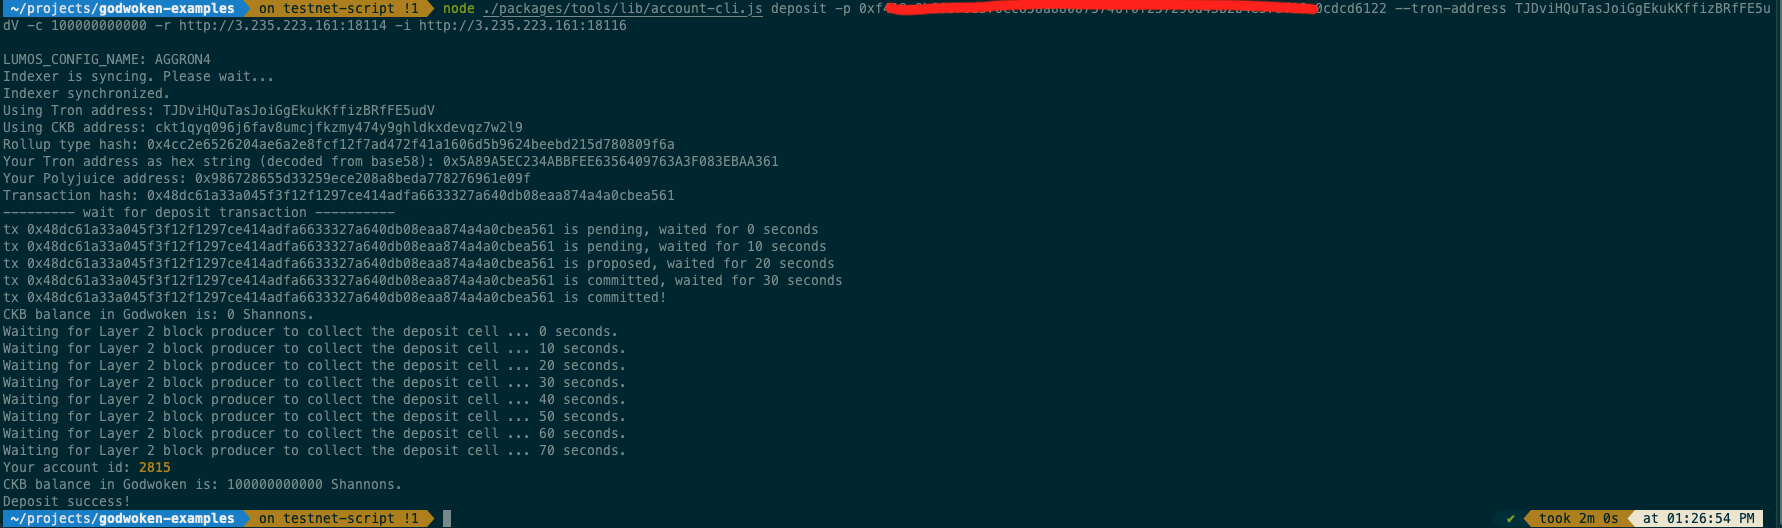 ~/projects/godwoken-examples on testnet-script !1 node ./packages/tools/lib/account-cli.js deposit -p 0cdcd6122 --tron-address TJDviHQuTasJoiGgEkukKffizBRfFE5u
dV -c 100000000000 -r http://3.235.223.161:18114 -i http://3.235.223.161:18116
LUMOS_CONFIG_NAME: AGGRON4
Indexer is syncing. Please wait...
Indexer synchronized.
Using Tron address: TJDviHQuTasJoiGgEkukKffizBRfFE5udV
Using CKB address: ckt1qyq096j6fav8umcjfkzmy474y9ghldkxdevqz7w2l9
Rollup type hash: 0x4cc2e6526204ae6a2e8fcf12f7ad472f41a1606d5b9624beebd215d780809f6a
Your Tron address as hex string (decoded from base58): 0x5A89A5EC234ABBFEE6356409763A3F083EBAA361
Your Polyjuice address: 0x986728655d33259ece208a8beda778276961e09f
Transaction hash: 0x48dc61a33a045f3f12f1297ce414adfa6633327a640db08eaa874a4a0cbea561
--------- wait for deposit transaction ----------
tx 0x48dc61a33a045f3f12f1297ce414adfa6633327a640db08eaa874a4a0cbea561 is pending, waited for 0 seconds
tx 0x48dc61a33a045f3f12f1297ce414adfa6633327a640db08eaa874a4a0cbea561 is pending, waited for 10 seconds
tx 0x48dc61a33a045f3f12f1297ce414adfa6633327a640db08eaa874a4a0cbea561 is proposed, waited for 20 seconds
tx 0x48dc61a33a045f3f12f1297ce414adfa6633327a640db08eaa874a4a0cbea561 is committed, waited for 30 seconds
tx 0x48dc61a33a045f3f12f1297ce414adfa6633327a640db08eaa874a4a0cbea561 is committed!
CKB balance in Godwoken is: 0 Shannons.
Waiting for Layer 2 block producer to collect the deposit cell ... 0 seconds.
Waiting for Layer 2 block producer to collect the deposit cell ... 10 seconds.
Waiting for Layer 2 block producer to collect the deposit cell ... 20 seconds.
Waiting for Layer 2 block producer to collect the deposit cell ... 30 seconds.
Waiting for Layer 2 block producer to collect the deposit cell ... 40 seconds.
Waiting for Layer 2 block producer to collect the deposit cell ... 50 seconds.
Waiting for Layer 2 block producer to collect the deposit cell ... 60 seconds.
Waiting for Layer 2 block producer to collect the deposit cell ... 70 seconds.
Your account id: 2815
CKB balance in Godwoken is: 100000000000 Shannons.
Deposit success!
~/projects/godwoken-examples on testnet-script !1 ✔ took 2m 0s at 01:26:54 PM